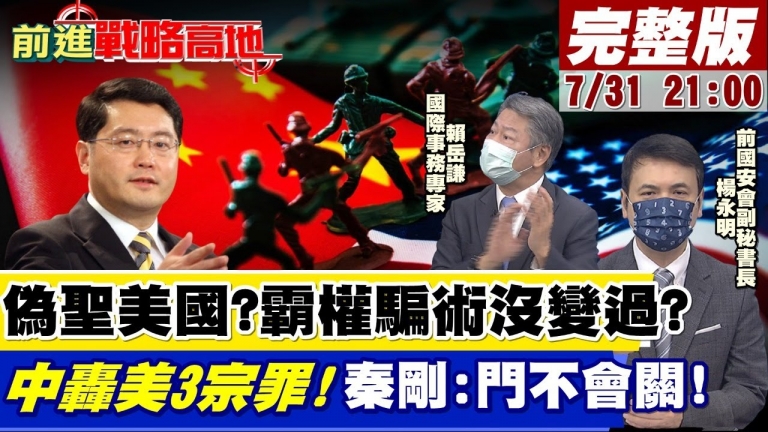 前進戰略高地
完整版
7/31 21:00
國際事務專家
賴岳謙
前國安會副秘書長
楊永明
偽聖美國?霸權騙術沒變過?
中轟美3宗罪!秦剛:門不會關!